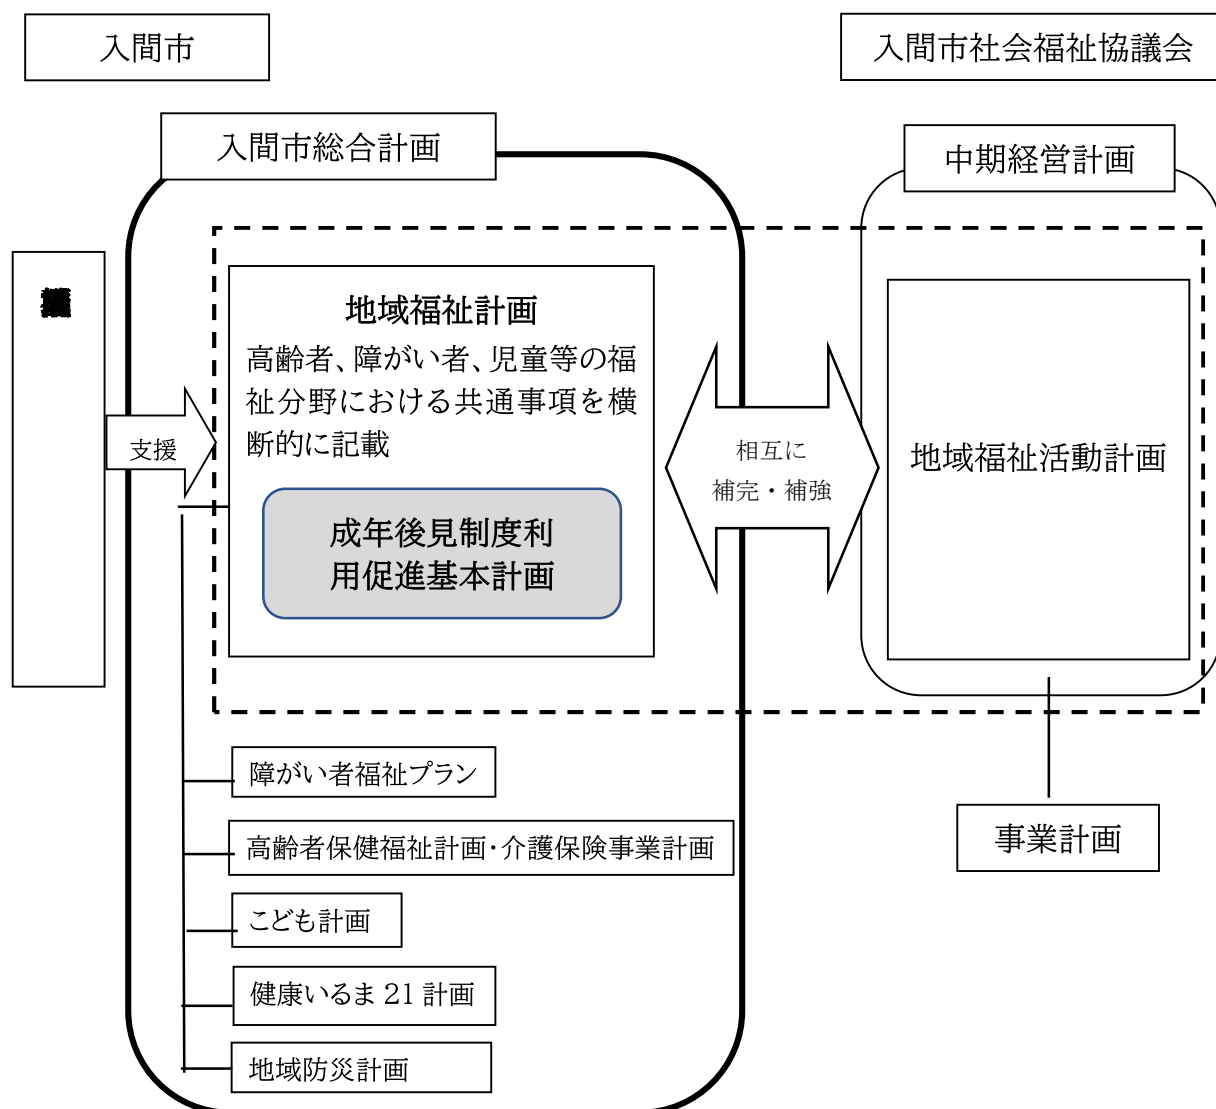 入間市
入間市社会福祉協議会
入間市総合計画
中期経営計画
地域福祉計画
高齢者、障がい者、児童等の福
祉分野における共通事項を横
断的に記載
支援
成年後見制度利
用促進基本計画
相互に
補完・補強
地域福祉活動計画
障がい者福祉プラン
高齢者保健福祉計画・介護保険事業計画
こども計画
健康いるま 21 計画
地域防災計画
事業計画